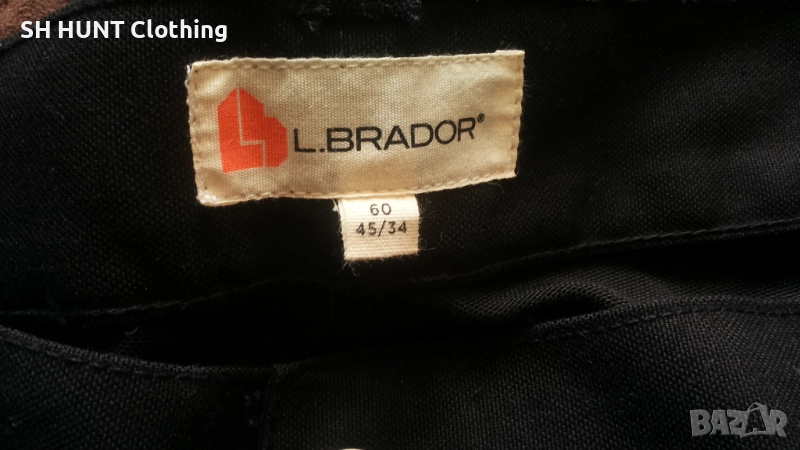 SH HUNT Clothing
L.BRADOR®
60
45/34
BAZAR